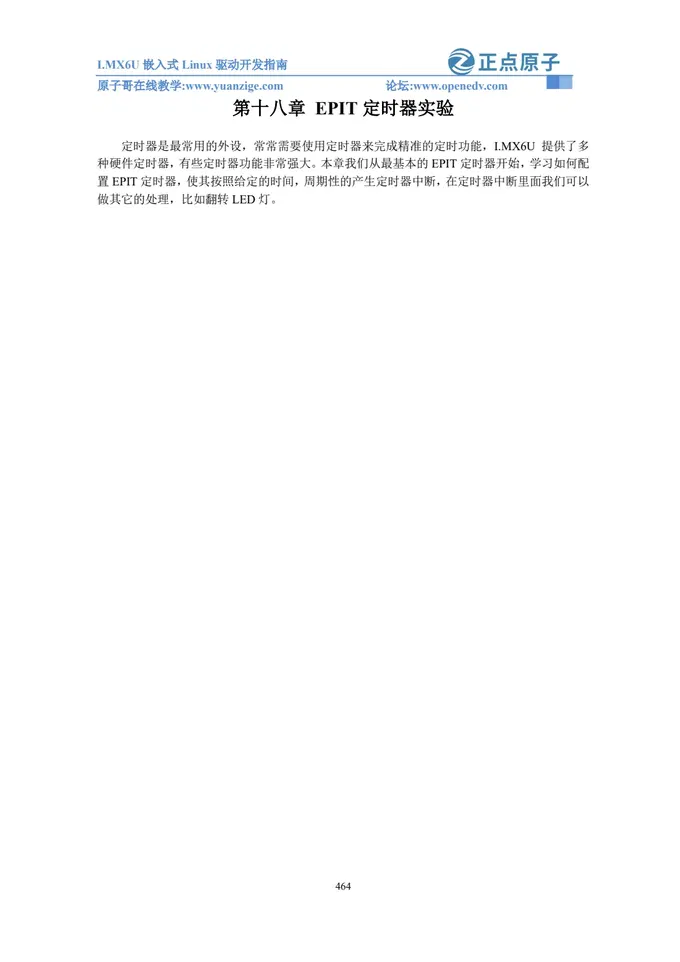 I.MX6U 嵌入式 Linux 驱动开发指南
正点原子
原子哥在线教学:www.yuanzige.com 论坛:www.openedv.com
第十八章 EPIT 定时器实验
定时器是最常用的外设，常常需要使用定时器来完成精准的定时功能，I.MX6U 提供了多
种硬件定时器，有些定时器功能非常强大。本章我们从最基本的 EPIT 定时器开始，学习如何配
置 EPIT 定时器，使其按照给定的时间，周期性的产生定时器中断，在定时器中断里面我们可以
做其它的处理，比如翻转 LED 灯。
464